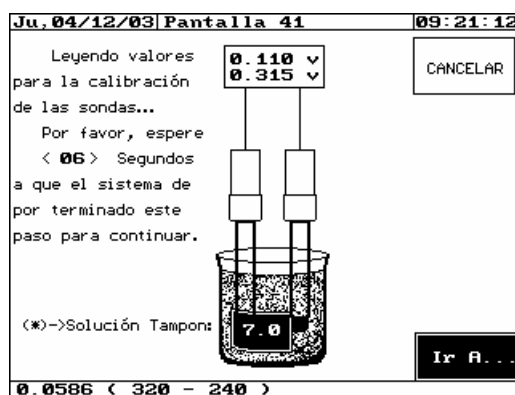 Ju,04/12/03 Pantalla 41 09:21:12
Leyendo valores
para la calibración
de las sondas...
Por favor, espere
< 06 > Segundos
a que el sistema de
por terminado este
paso para continuar.
0.110 v
0.315 v
CANCELAR
(*)->Solución Tampon:
7.0
Ir A...
0.0586 ( 320 - 240 )